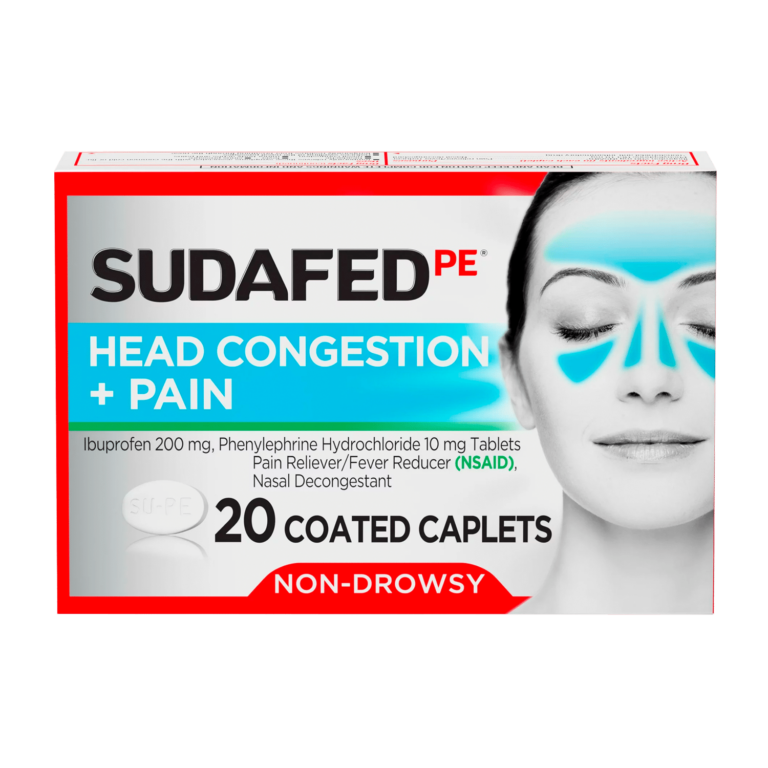 SUDAFED PE®
HEAD CONGESTION
+ PAIN
Ibuprofen 200 mg, Phenylephrine Hydrochloride 10 mg Tablets
Pain Reliever/Fever Reducer (NSAID),
Nasal Decongestant
SU-PE
20 COATED CAPLETS
NON-DROWSY